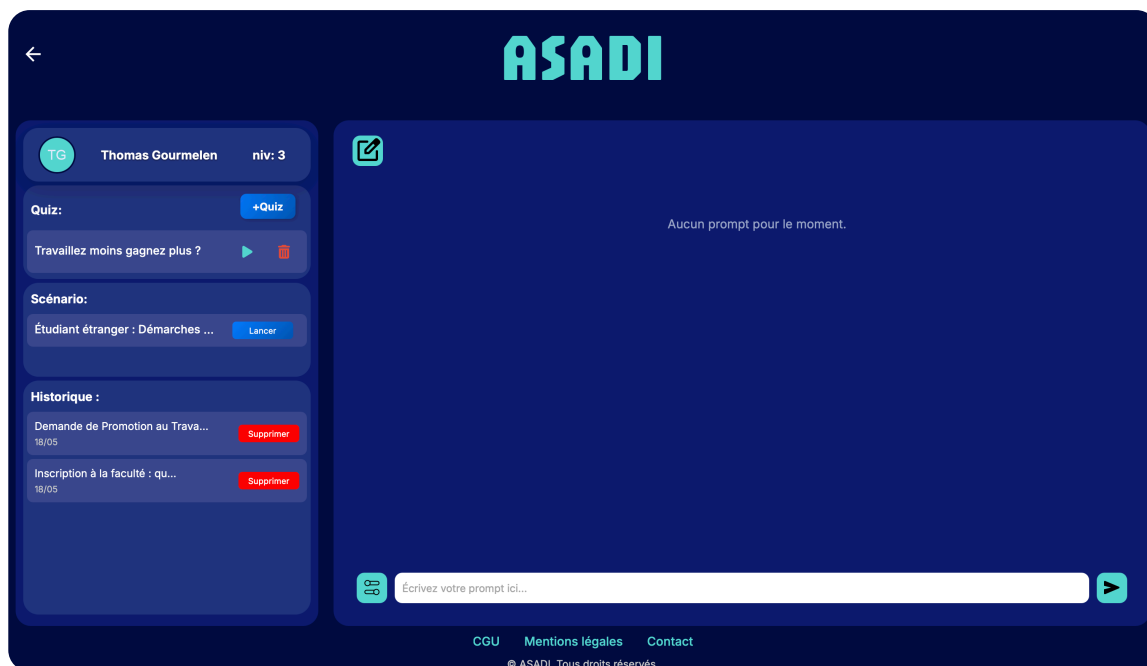 ASADI
TG Thomas Gourmelen niv: 3
Quiz: +Quiz
Travaillez moins gagnez plus ?
Scénario:
Étudiant étranger : Démarches ... Lancer
Historique :
Demande de Promotion au Trava...
18/05
Supprimer
Inscription à la faculté : qu...
18/05
Supprimer
Aucun prompt pour le moment.
Écrivez votre prompt ici...
CGU Mentions légales Contact
© ASADI. Tous droits réservés